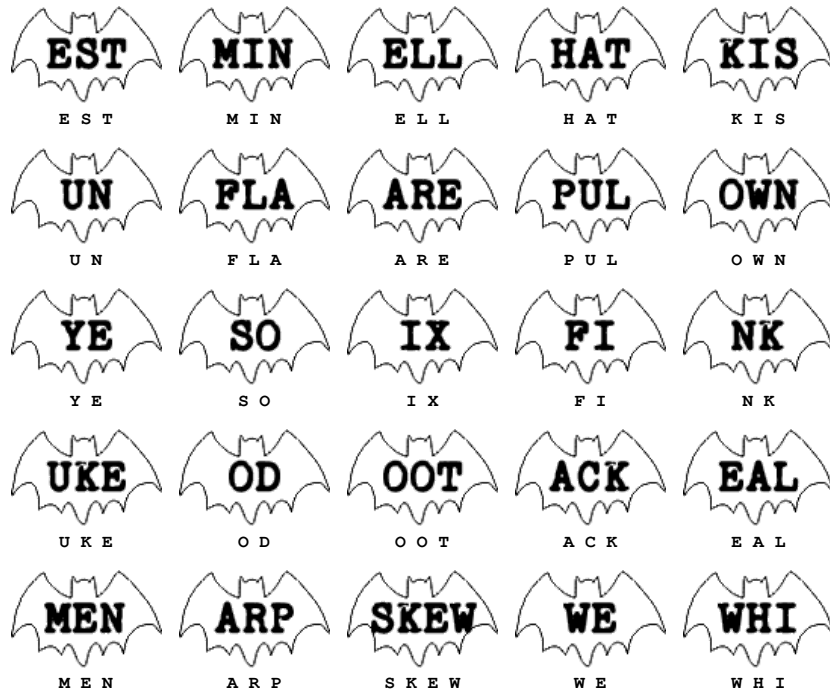 EST MIN ELL HAT KIS
E S T M I N E L L H A T K I S
UN FLA ARE PUL OWN
U N F L A A R E P U L O W N
YE SO IX FI NK
Y E S O I X F I N K
UKE OD OOT ACK EAL
U K E O D O O T A C K E A L
MEN ARP SKEW WE WHI
M E N A R P S K E W W E W H I